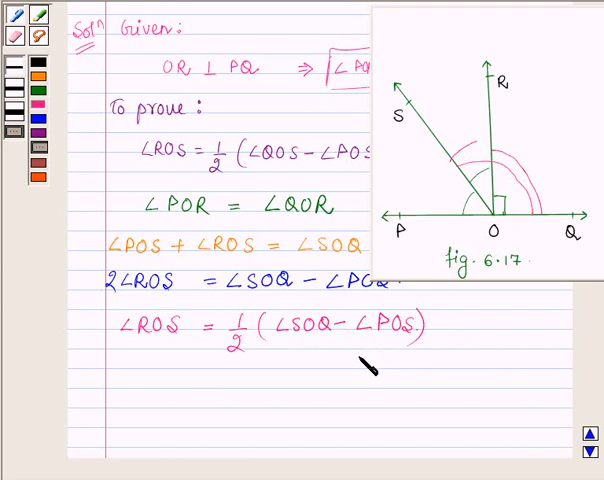 Solⁿ Given:
OR ⊥ PQ ⇒
To prove:
∠ROS = 1/2 (∠QOS - ∠POS
∠POR = ∠QOR
∠POS + ∠ROS = ∠SOQ
2∠ROS = ∠SOQ -
∠ROS = 1/2 (∠SOQ - ∠POS.)
R
S
P
O
Q
fig. 6.17.